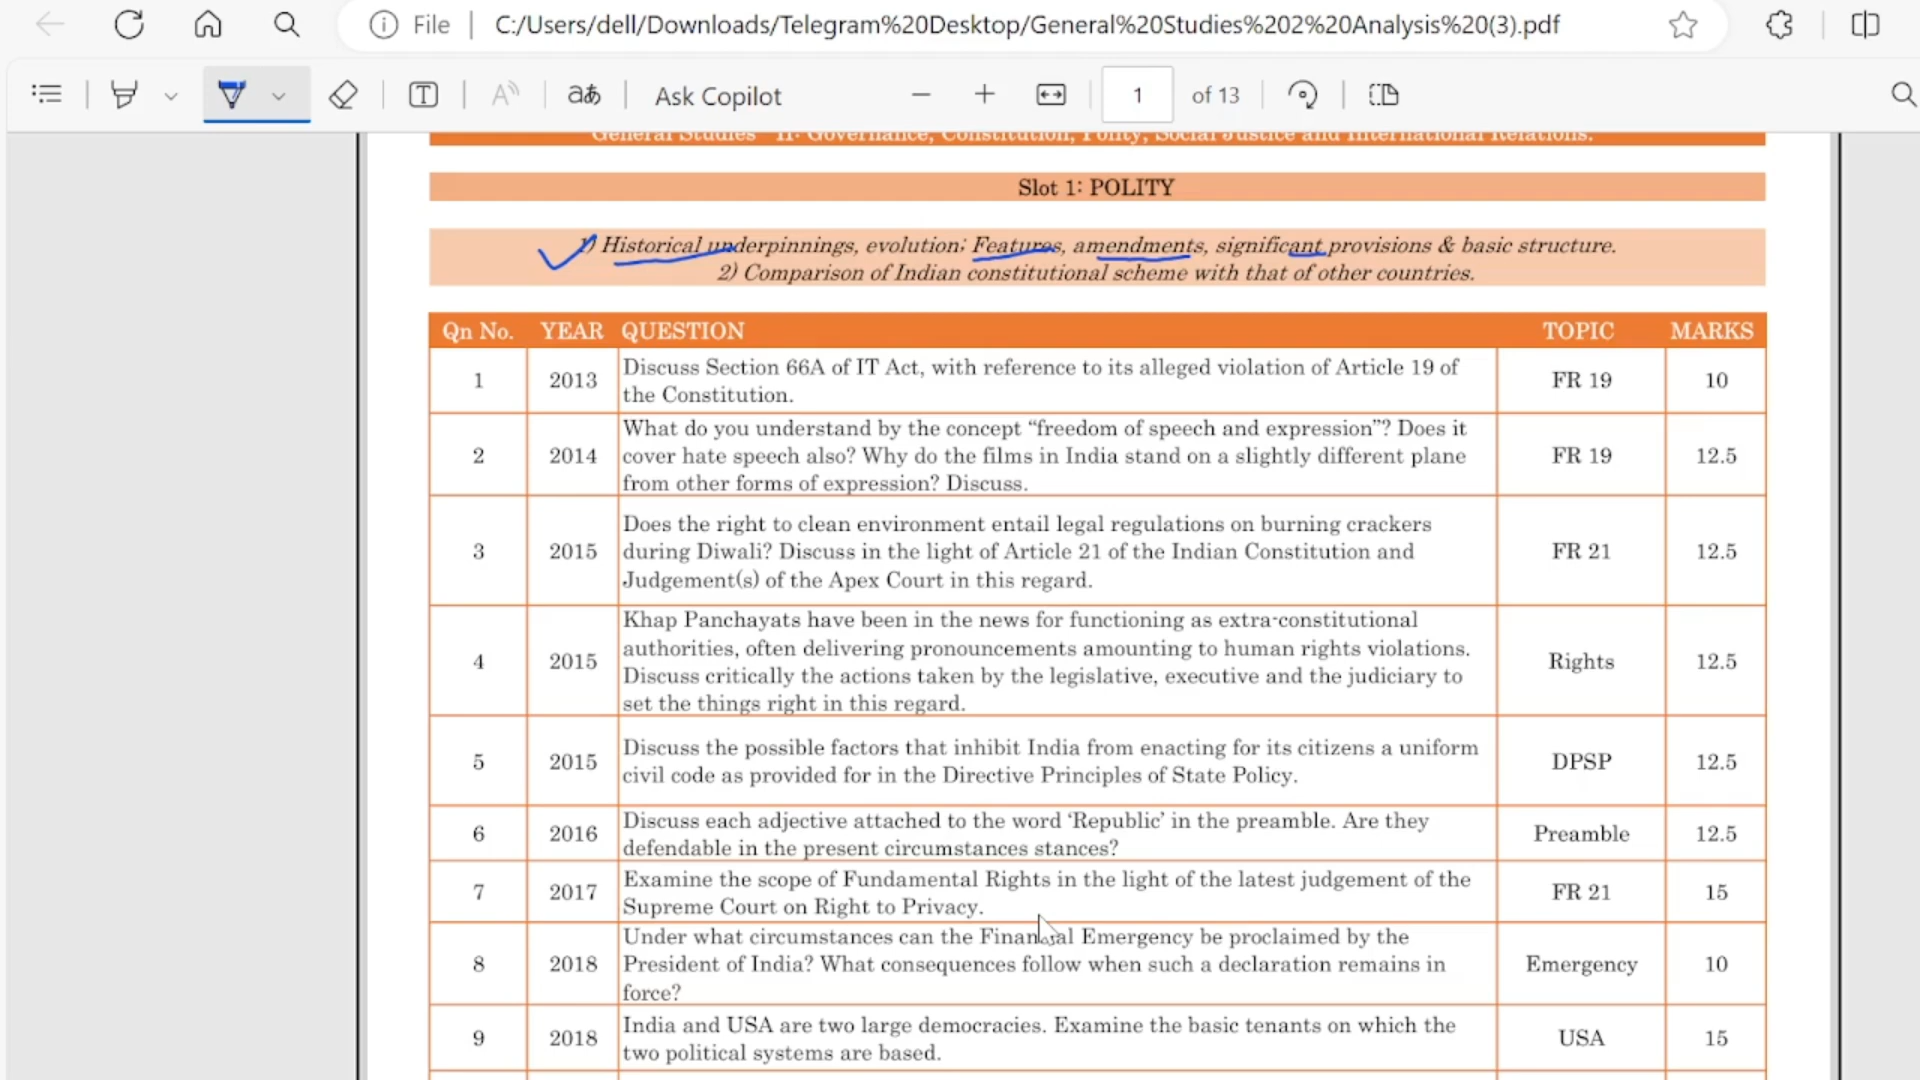 File
C:/Users/dell/Downloads/Telegram%20Desktop/General%20Studies%202%20Analysis%20(3).pdf
Ask Copilot
1
of 13
General Studies - II: Governance, Constitution, Polity, Social Justice and International Relations.
Slot 1: POLITY
1) Historical underpinnings, evolution; Features, amendments, significant provisions & basic structure.
2) Comparison of Indian constitutional scheme with that of other countries.
Qn No. YEAR QUESTION TOPIC MARKS
1 2013 Discuss Section 66A of IT Act, with reference to its alleged violation of Article 19 of FR 19 10
the Constitution.
2 2014 What do you understand by the concept “freedom of speech and expression”? Does it
cover hate speech also? Why do the films in India stand on a slightly different plane FR 19 12.5
from other forms of expression? Discuss.
3 2015 Does the right to clean environment entail legal regulations on burning crackers
during Diwali? Discuss in the light of Article 21 of the Indian Constitution and FR 21 12.5
Judgement(s) of the Apex Court in this regard.
4 2015 Khap Panchayats have been in the news for functioning as extra-constitutional
authorities, often delivering pronouncements amounting to human rights violations. Rights 12.5
Discuss critically the actions taken by the legislative, executive and the judiciary to
set the things right in this regard.
5 2015 Discuss the possible factors that inhibit India from enacting for its citizens a uniform DPSP 12.5
civil code as provided for in the Directive Principles of State Policy.
6 2016 Discuss each adjective attached to the word ‘Republic’ in the preamble. Are they Preamble 12.5
defendable in the present circumstances stances?
7 2017 Examine the scope of Fundamental Rights in the light of the latest judgement of the FR 21 15
Supreme Court on Right to Privacy.
8 2018 Under what circumstances can the Financial Emergency be proclaimed by the
President of India? What consequences follow when such a declaration remains in Emergency 10
force?
9 2018 India and USA are two large democracies. Examine the basic tenants on which the USA 15
two political systems are based.